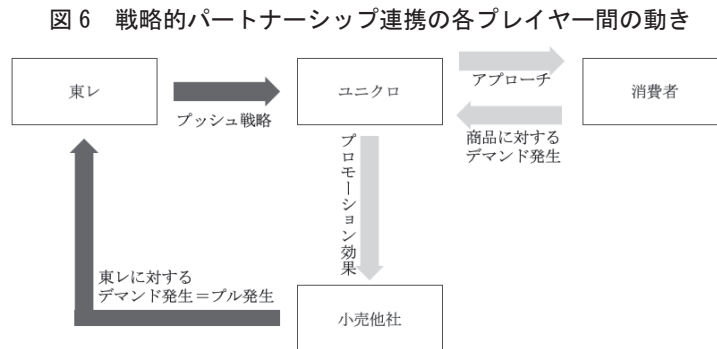 図6 戦略的パートナーシップ連携の各プレイヤー間の動き
東レ
プッシュ戦略
ユニクロ
アプローチ
消費者
商品に対する
デマンド発生
プロモーション効果
東レに対する
デマンド発生=プル発生
小売他社